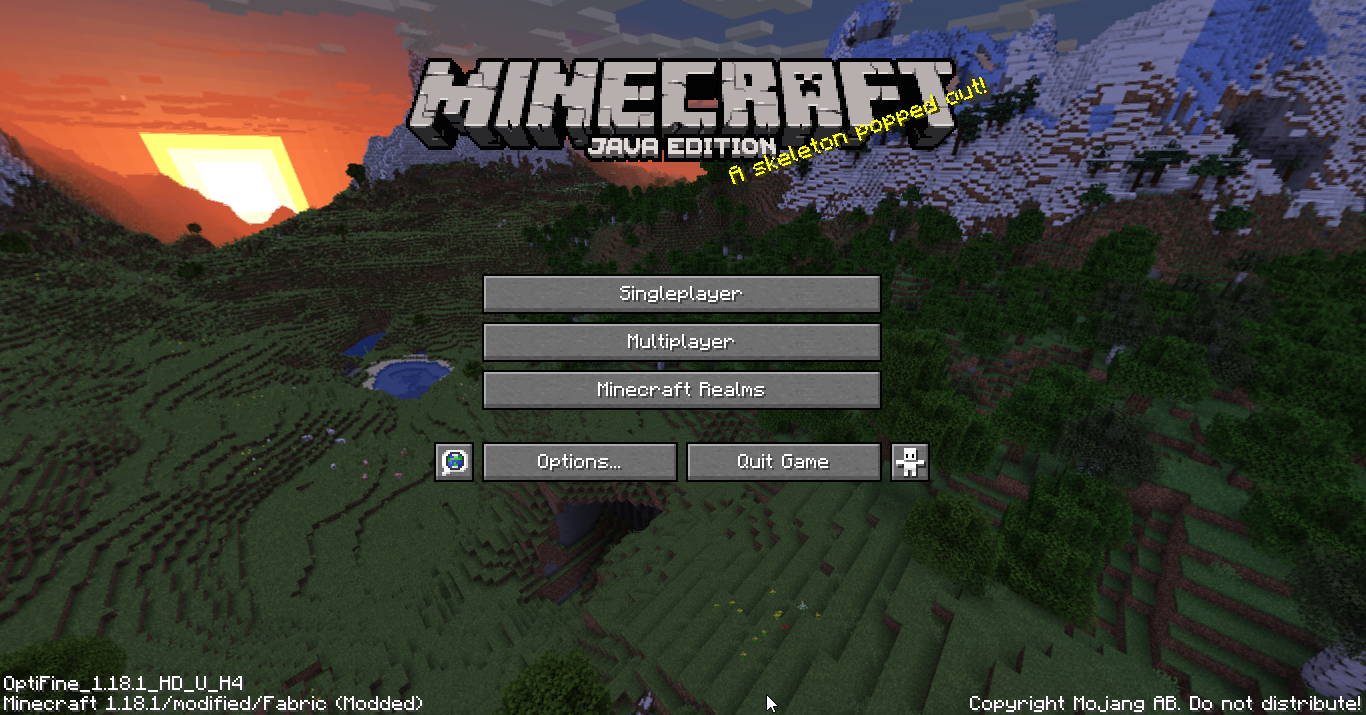 MINECRAFT
JAVA EDITION
A skeleton popped out!
Singleplayer
Multiplayer
Minecraft Realms
Options...
Quit Game
OptiFine_1.18.1_HD_U_H4
Minecraft 1.18.1/modified/Fabric (Modded)
Copyright Mojang AB. Do not distribute!